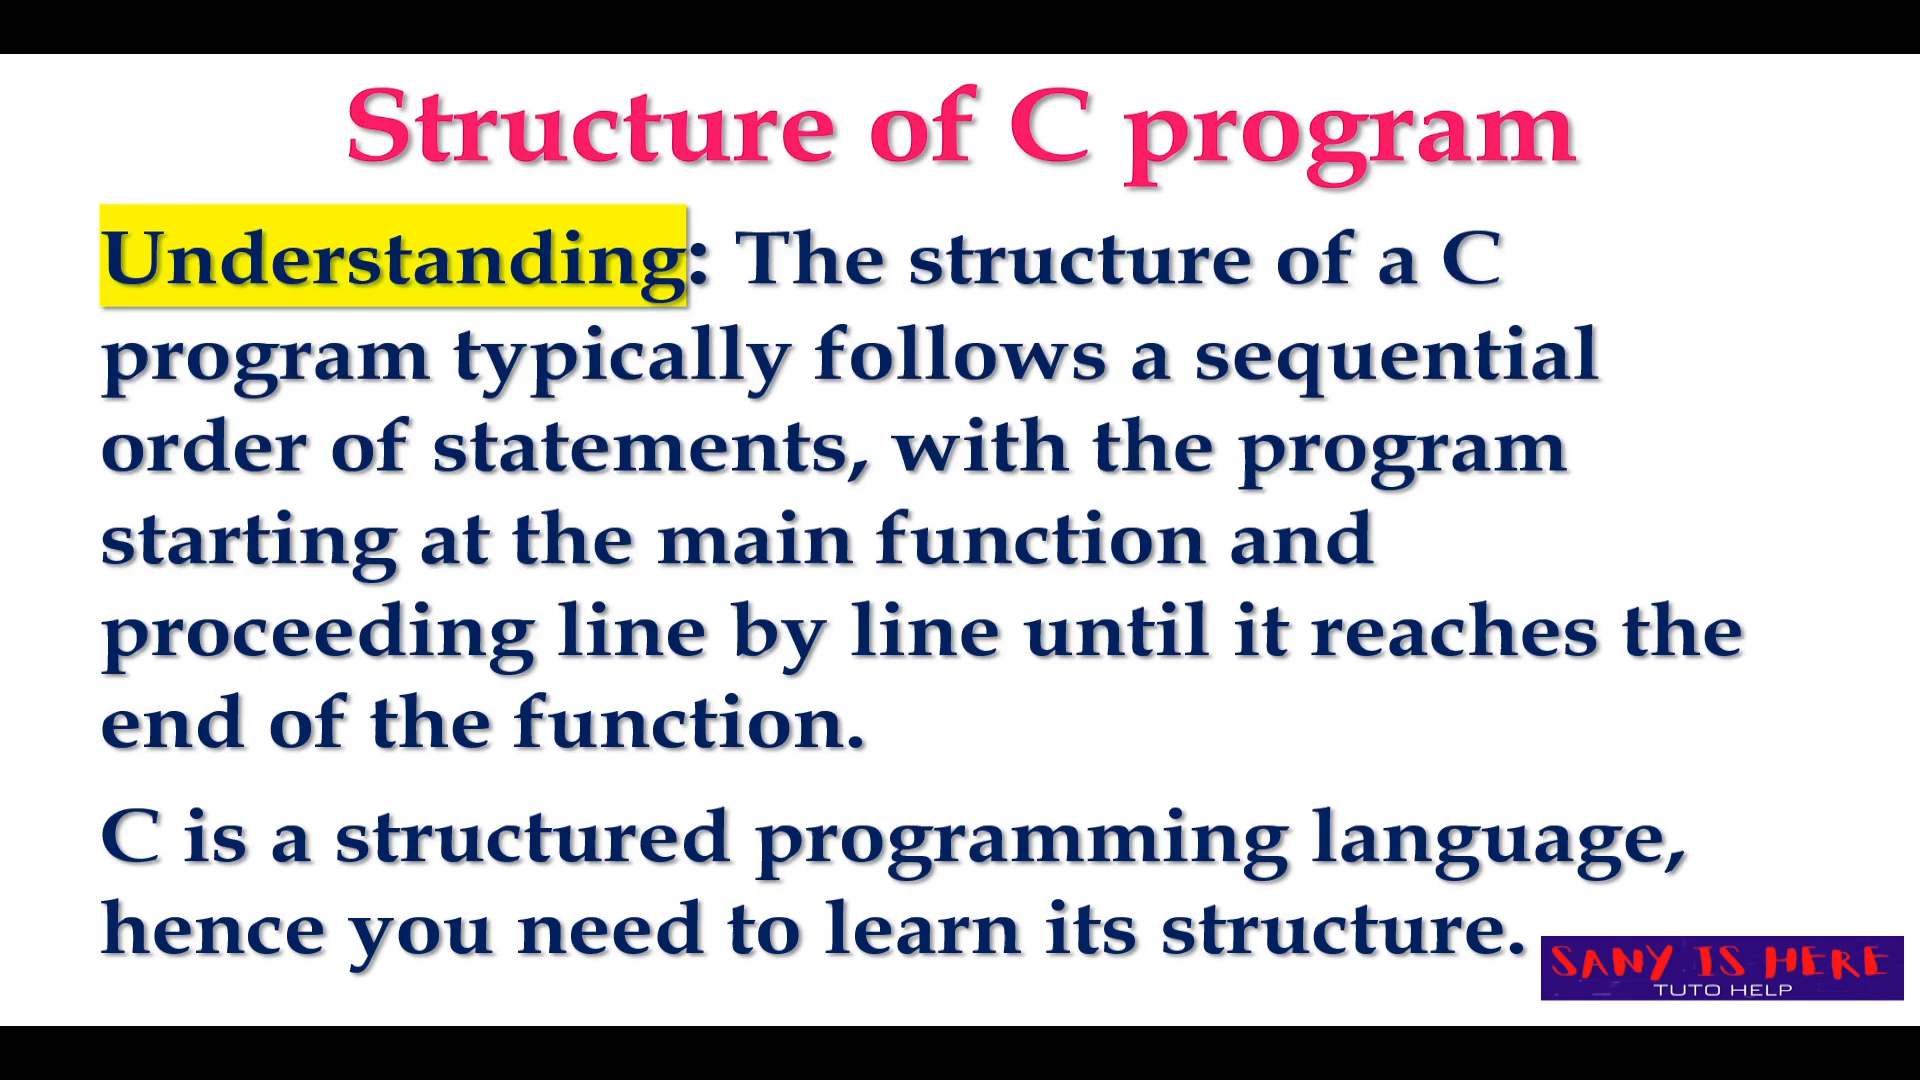 Structure of C program
Understanding: The structure of a C
program typically follows a sequential
order of statements, with the program
starting at the main function and
proceeding line by line until it reaches the
end of the function.
C is a structured programming language,
hence you need to learn its structure.
SANY IS HERE
TUTO HELP